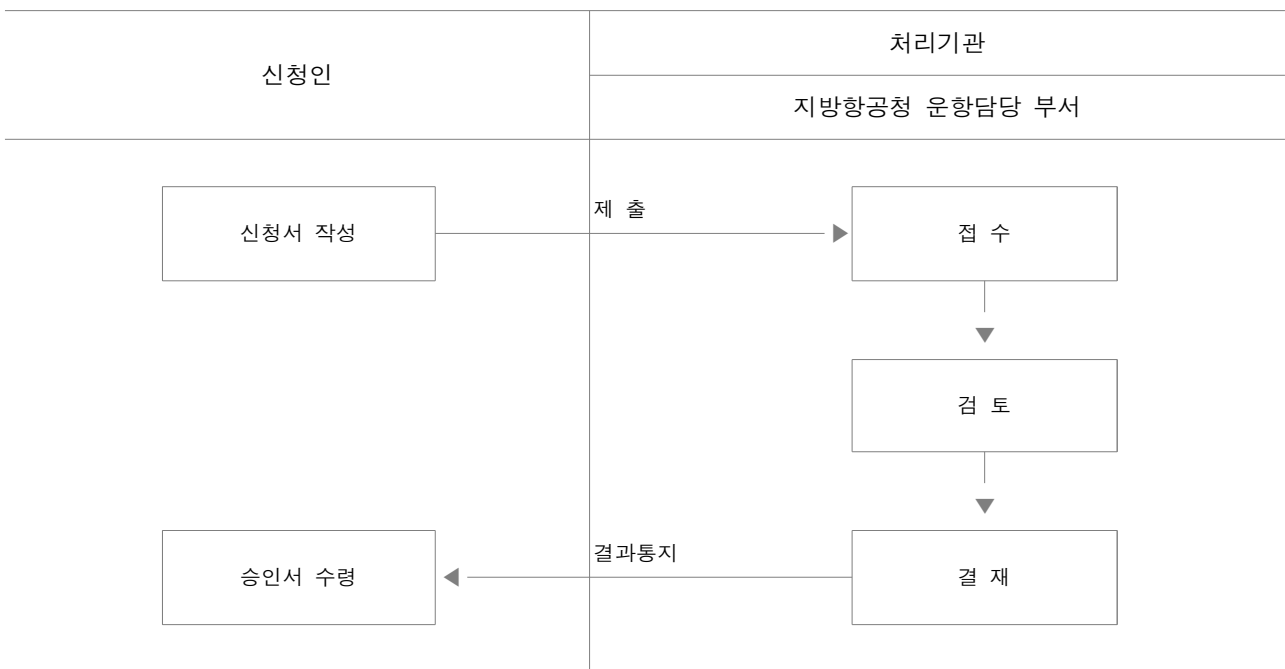 신청인
처리기관
지방항공청 운항담당 부서
신청서 작성
제 출
접 수
검 토
승인서 수령
결과통지
결 재